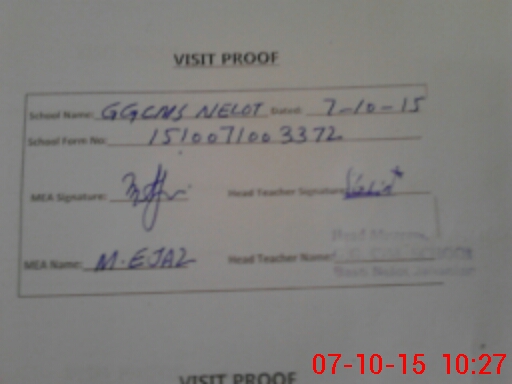 VISIT PROOF
School Name: GGCMS NELOT Dated: 7-10-15
School Form No: 1510071003372
MEA Signature: Head Teacher Signature
MEA Name: M. EJAZ Head Teacher Name:
VISIT PROOF
07-10-15 10:27